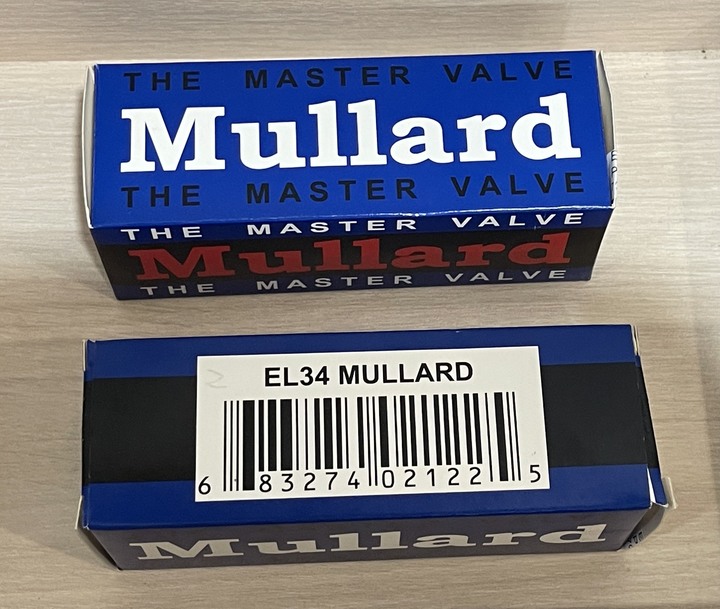 THE MASTER VALVE
Mullard
THE MASTER VALVE
THE MASTER VALVE
Mullard
THE MASTER VALVE
EL34 MULLARD
6 83274 02122 5
Mullard